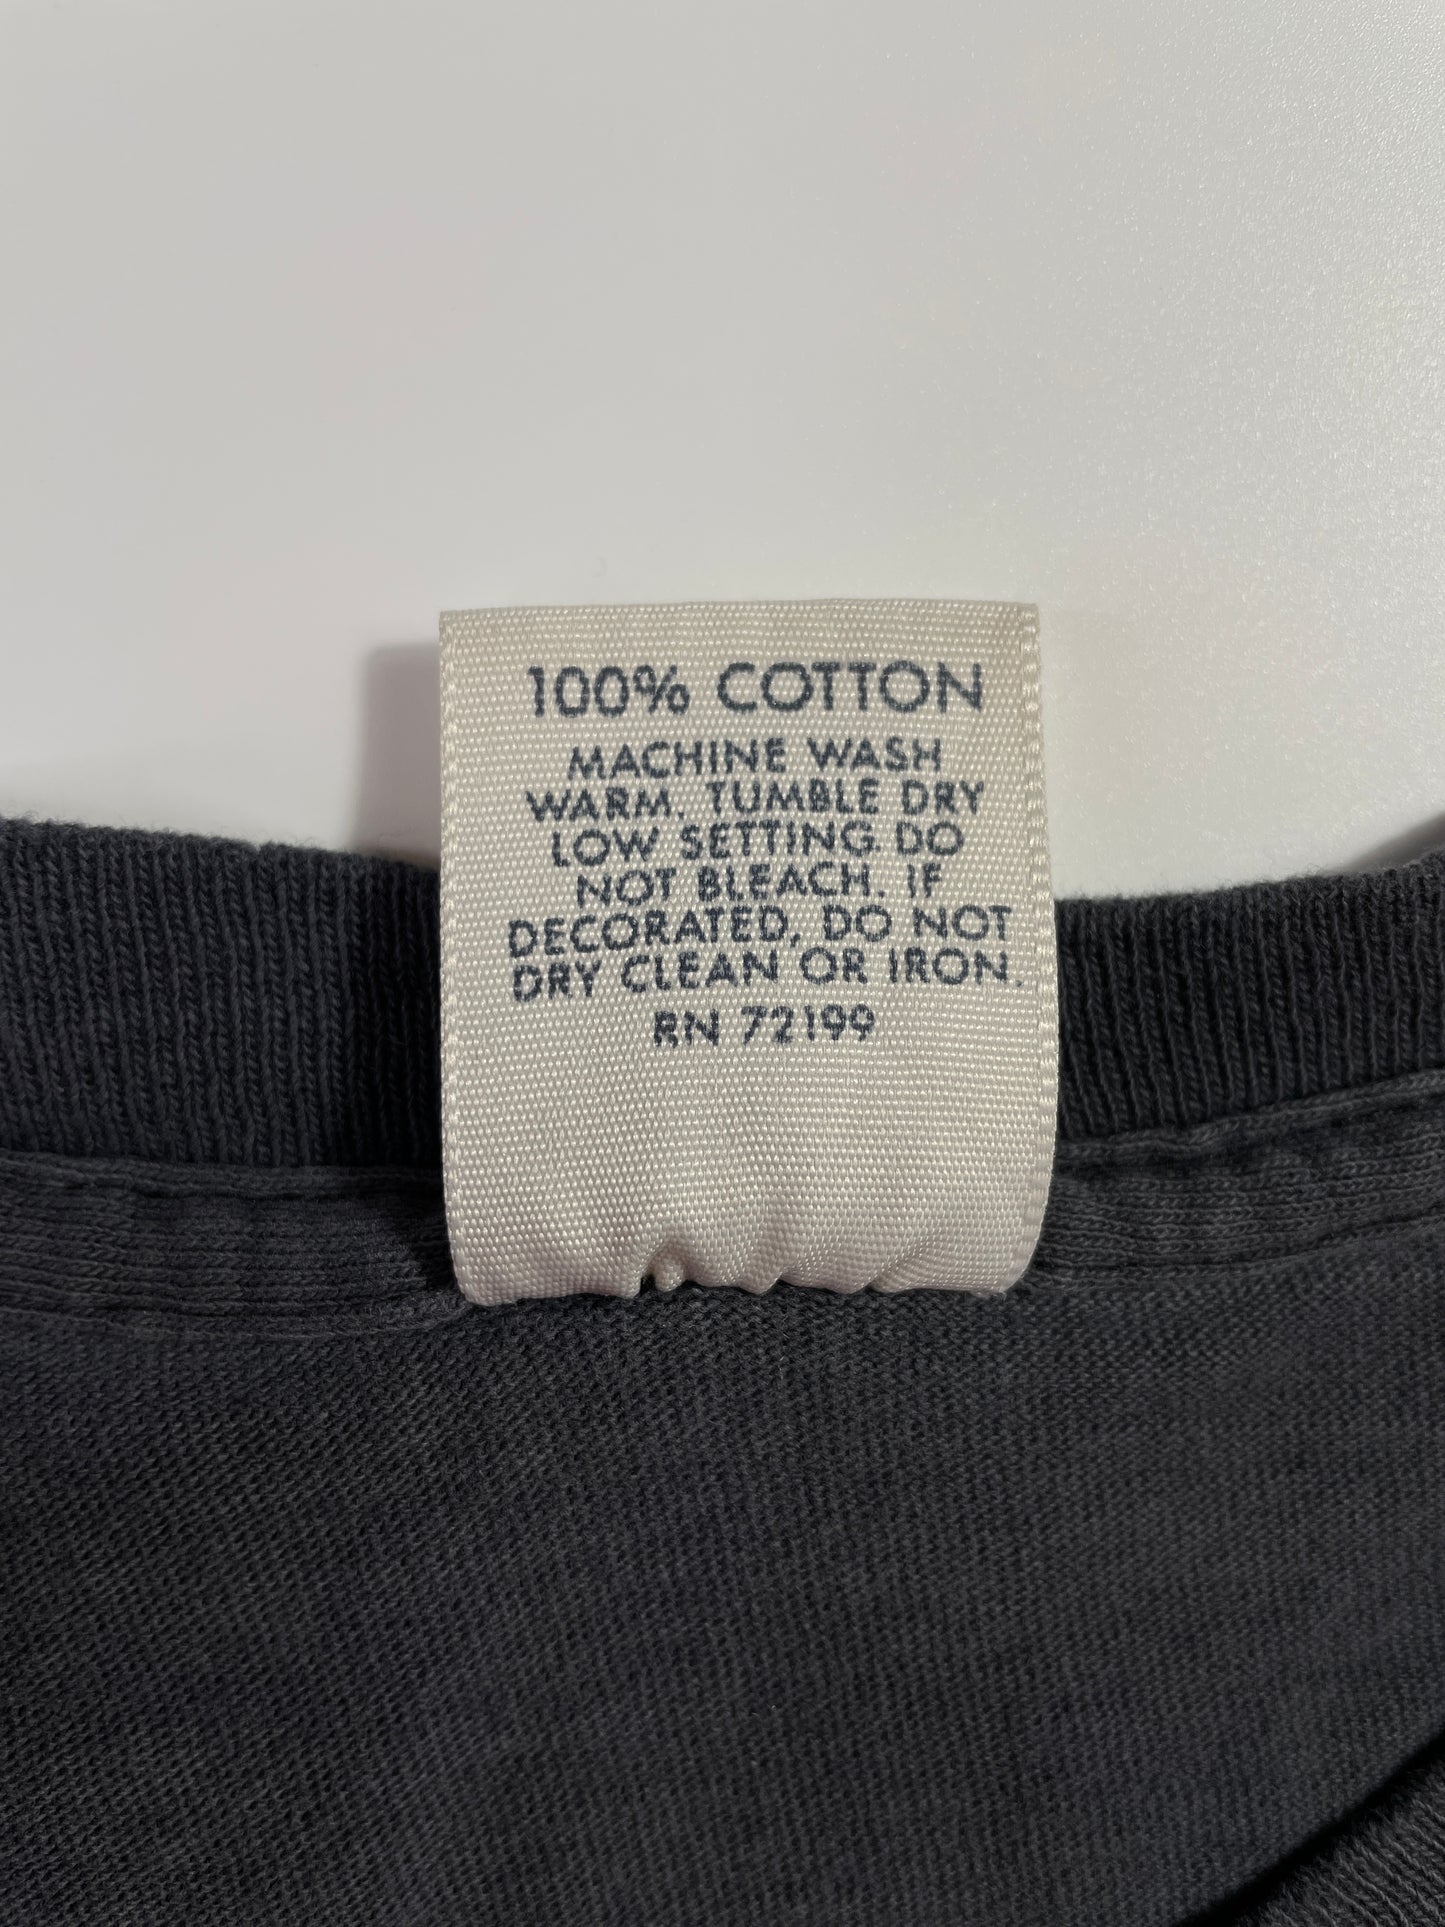 100% COTTON
MACHINE WASH
WARM. TUMBLE DRY
LOW SETTING DO
NOT BLEACH. IF
DECORATED, DO NOT
DRY CLEAN OR IRON.
RN 72199